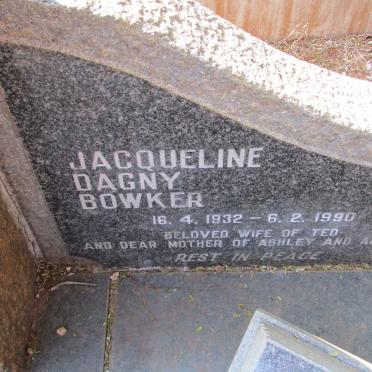 JACQUELINE
DAGNY
BOWKER
16. 4. 1932 – 6. 2. 1990
BELOVED WIFE OF TED
AND DEAR MOTHER OF ASHLEY AND
REST IN PEACE